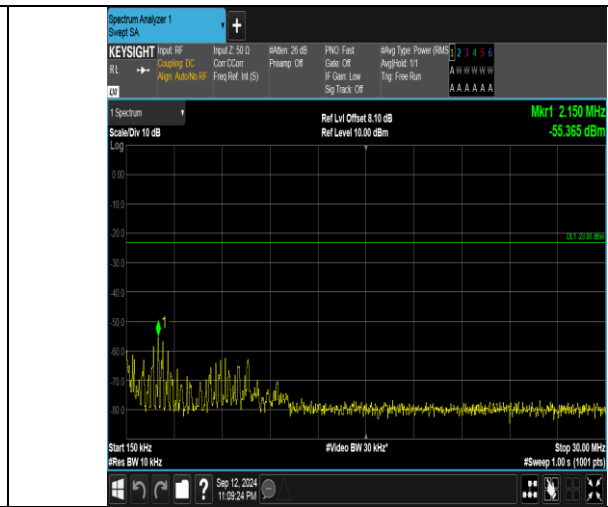 Spectrum Analyzer 1
Swept SA
+
KEYSIGHT
RL
Input: RF
Coupling: DC
Align: Auto/No RF
Input Z: 50 Ω
Corr CCorr
Freq Ref: Int (S)
#Atten: 26 dB
Preamp: Off
PNO: Fast
Gate: Off
IF Gain: Low
Sig Track: Off
#Avg Type: Power (RMS
Avg|Hold: 1/1
Trig: Free Run
1 2 3 4 5 6
A W W W W W
A A A A A A
1 Spectrum
Scale/Div 10 dB
Log
Ref Lvl Offset 8.10 dB
Ref Level 10.00 dBm
Mkr1 2.150 MHz
-55.365 dBm
0.00
-10.0
-20.0
DL1 -23.00 dBm
-30.0
-40.0
-50.0
1
-60.0
-70.0
-80.0
Start 150 kHz
#Res BW 10 kHz
#Video BW 30 kHz*
Stop 30.00 MHz
#Sweep 1.00 s (1001 pts)
?
Sep 12, 2024
11:09:24 PM